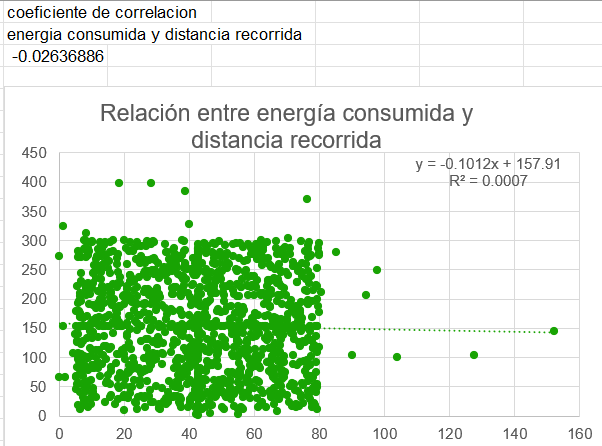 coeficiente de correlacion
energia consumida y distancia recorrida
-0.02636886
Relación entre energía consumida y
distancia recorrida
y = -0.1012x + 157.91
R² = 0.0007
450
400
350
300
250
200
150
100
50
0
0 20 40 60 80 100 120 140 160